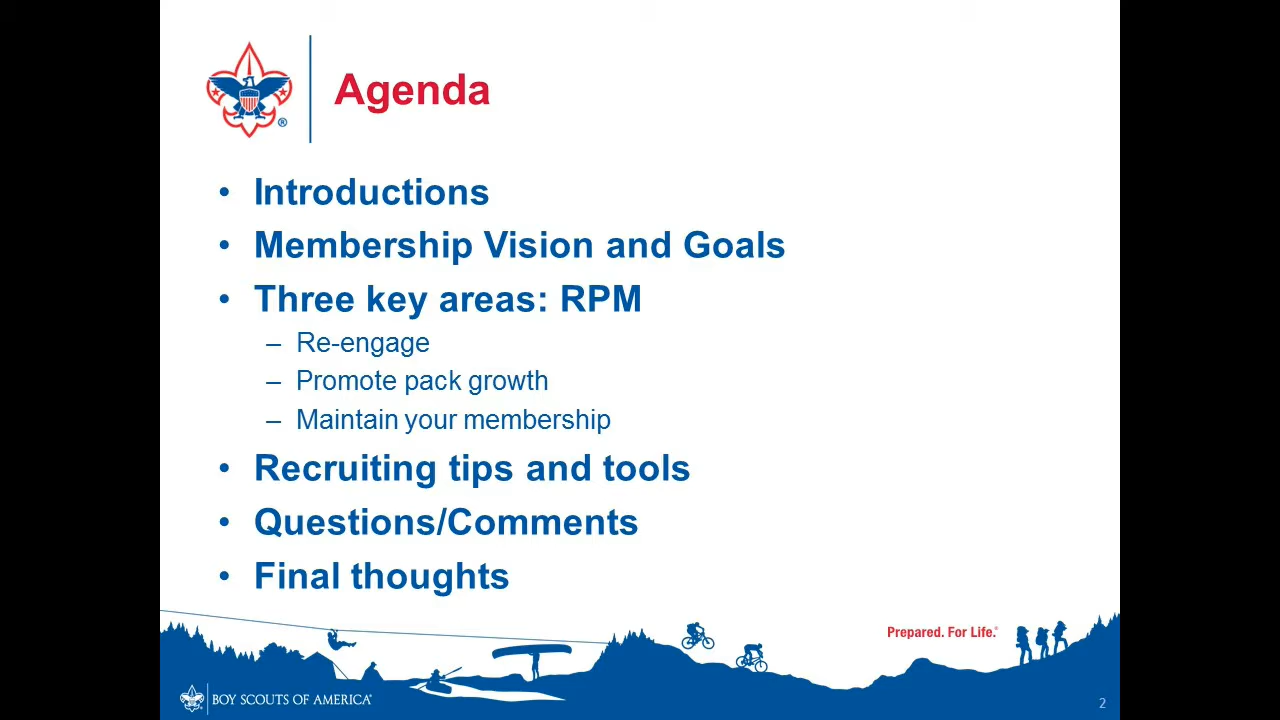 Agenda
®
• Introductions
• Membership Vision and Goals
• Three key areas: RPM
– Re-engage
– Promote pack growth
– Maintain your membership
• Recruiting tips and tools
• Questions/Comments
• Final thoughts
Prepared. For Life.®
BOY SCOUTS OF AMERICA®
2